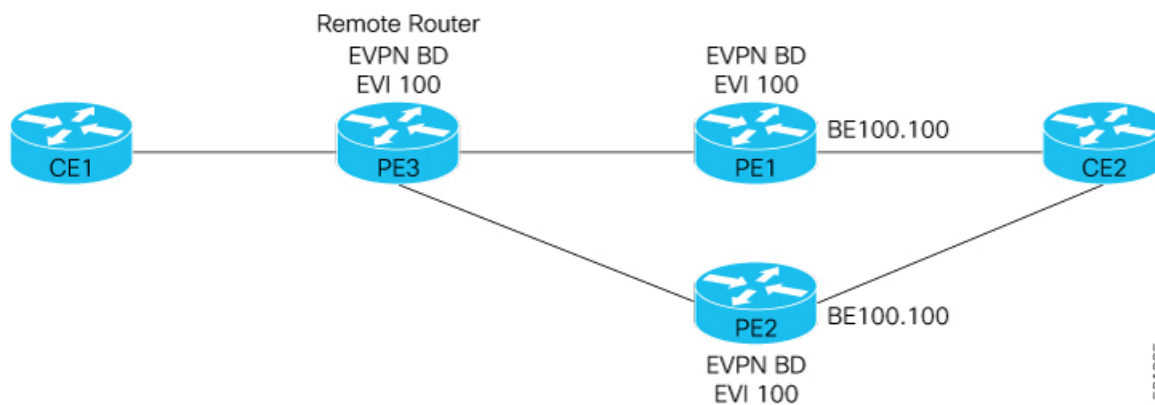 Remote Router
EVPN BD
EVI 100
EVPN BD
EVI 100
BE100.100
CE1
PE3
PE1
CE2
PE2
BE100.100
EVPN BD
EVI 100